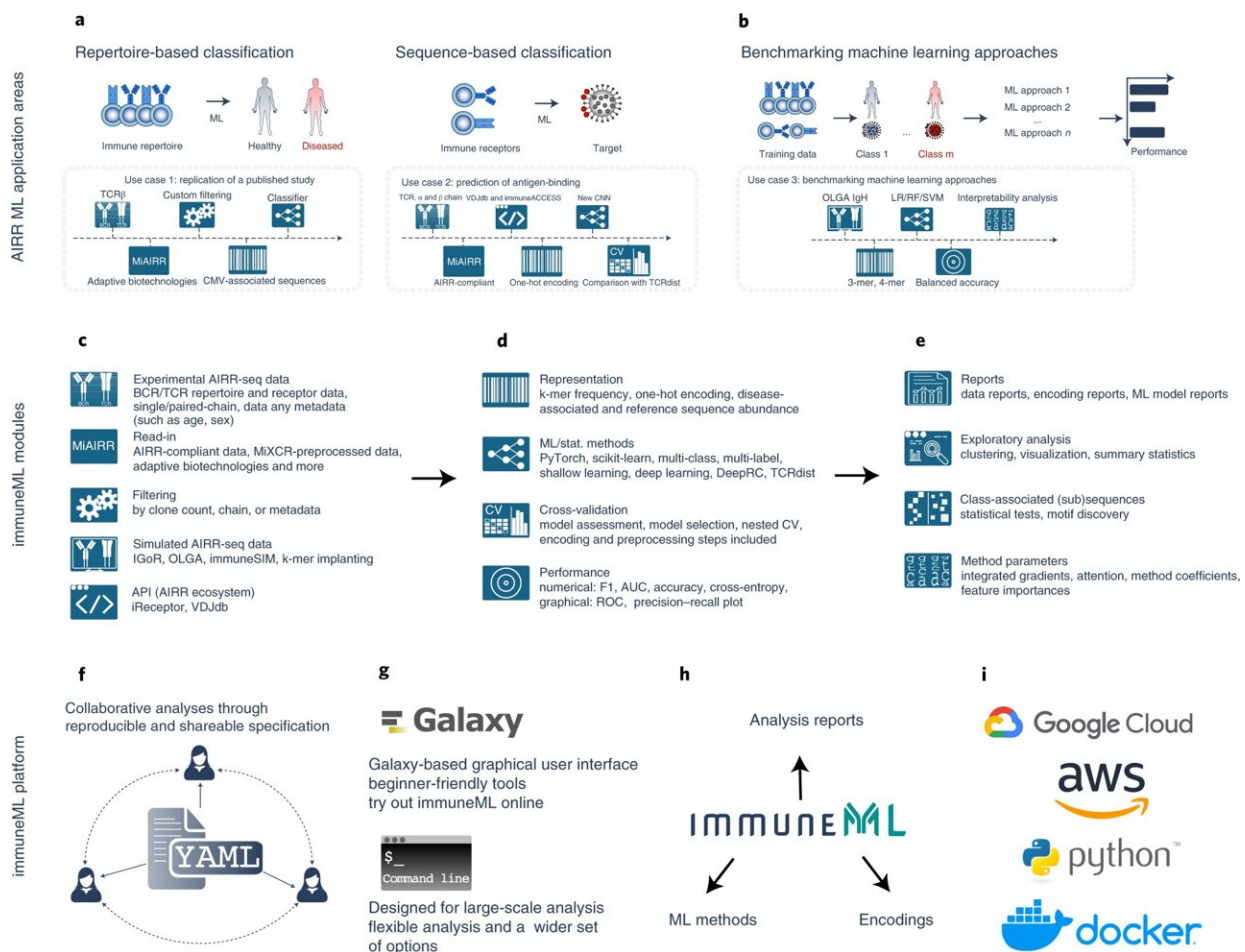 a
Repertoire-based classification
Sequence-based classification
AIRR ML application areas
ML
Immune repertoire
Healthy
Diseased
ML
Immune receptors
Target
Use case 1: replication of a published study
TCRβ
Custom filtering
Classifier
BCR
TCR
MiAIRR
Adaptive biotechnologies
CMV-associated sequences
Use case 2: prediction of antigen-binding
TCR, α and β chain
VDJdb and immuneACCESS
New CNN
BCR
TCR
MiAIRR
CV
AIRR-compliant
One-hot encoding
Comparison with TCRdist
b
Benchmarking machine learning approaches
ML approach 1
ML approach 2
...
ML approach n
Training data
Class 1
...
Class m
Performance
Use case 3: benchmarking machine learning approaches
OLGA IgH
LR/RF/SVM
Interpretability analysis
3-mer, 4-mer
Balanced accuracy
immuneML modules
c
BCR
TCR
Experimental AIRR-seq data
BCR/TCR repertoire and receptor data,
single/paired-chain, data any metadata
(such as age, sex)
MiAIRR
Read-in
AIRR-compliant data, MiXCR-preprocessed data,
adaptive biotechnologies and more
Filtering
by clone count, chain, or metadata
Simulated AIRR-seq data
IGoR, OLGA, immuneSIM, k-mer implanting
API (AIRR ecosystem)
iReceptor, VDJdb
d
Representation
k-mer frequency, one-hot encoding, disease-
associated and reference sequence abundance
ML/stat. methods
PyTorch, scikit-learn, multi-class, multi-label,
shallow learning, deep learning, DeepRC, TCRdist
CV
Cross-validation
model assessment, model selection, nested CV,
encoding and preprocessing steps included
Performance
numerical: F1, AUC, accuracy, cross-entropy,
graphical: ROC, precision–recall plot
e
Reports
data reports, encoding reports, ML model reports
Exploratory analysis
clustering, visualization, summary statistics
Class-associated (sub)sequences
statistical tests, motif discovery
Method parameters
integrated gradients, attention, method coefficients,
feature importances
immuneML platform
f
Collaborative analyses through
reproducible and shareable specification
YAML
g
Galaxy
Galaxy-based graphical user interface
beginner-friendly tools
try out immuneML online
$_
Command line
Designed for large-scale analysis
flexible analysis and a wider set
of options
h
Analysis reports
IMMUNEML
ML methods
Encodings
i
Google Cloud
aws
python™
docker